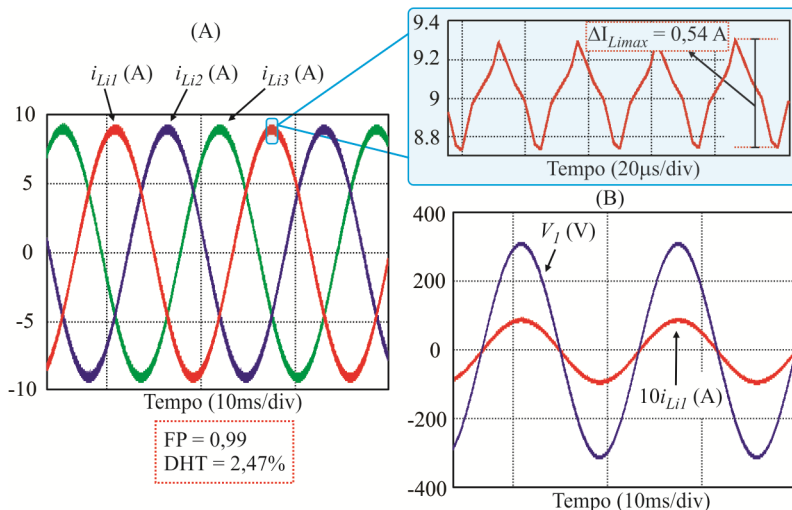 (A)
i_{Li1} (A)
i_{Li2} (A)
i_{Li3} (A)
10
5
0
-5
-10
Tempo (10ms/div)
FP = 0,99
DHT = 2,47%
9.4
9.2
9
8.8
ΔI_{Limax} = 0,54 A
Tempo (20µs/div)
(B)
400
200
0
-200
-400
V_1 (V)
10i_{Li1} (A)
Tempo (10ms/div)